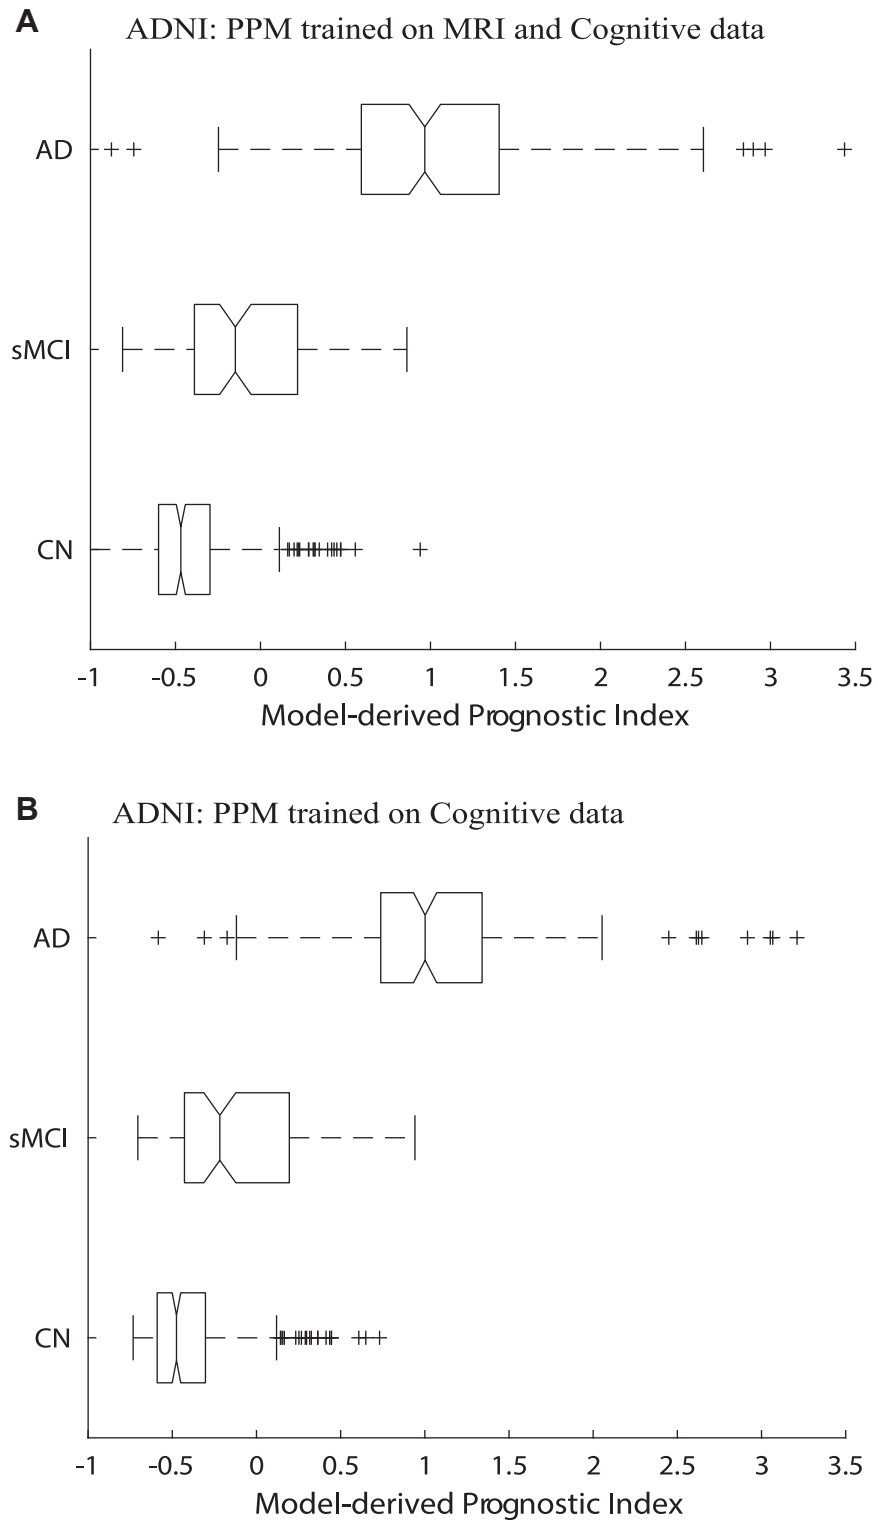 A
ADNI: PPM trained on MRI and Cognitive data
AD
sMCI
CN
-1 -0.5 0 0.5 1 1.5 2 2.5 3 3.5
Model-derived Prognostic Index
B
ADNI: PPM trained on Cognitive data
AD
sMCI
CN
-1 -0.5 0 0.5 1 1.5 2 2.5 3 3.5
Model-derived Prognostic Index